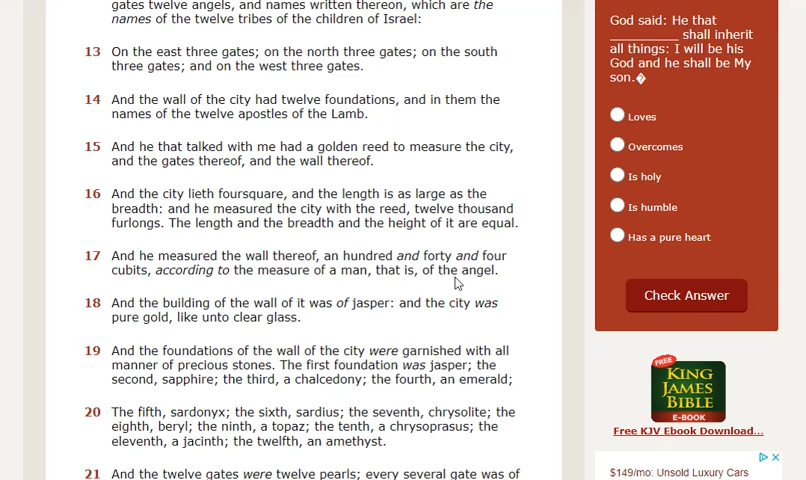 gates twelve angels, and names written thereon, which are the
names of the twelve tribes of the children of Israel:
13 On the east three gates; on the north three gates; on the south
three gates; and on the west three gates.
14 And the wall of the city had twelve foundations, and in them the
names of the twelve apostles of the Lamb.
15 And he that talked with me had a golden reed to measure the city,
and the gates thereof, and the wall thereof.
16 And the city lieth foursquare, and the length is as large as the
breadth: and he measured the city with the reed, twelve thousand
furlongs. The length and the breadth and the height of it are equal.
17 And he measured the wall thereof, an hundred and forty and four
cubits, according to the measure of a man, that is, of the angel.
18 And the building of the wall of it was of jasper: and the city was
pure gold, like unto clear glass.
19 And the foundations of the wall of the city were garnished with all
manner of precious stones. The first foundation was jasper; the
second, sapphire; the third, a chalcedony; the fourth, an emerald;
20 The fifth, sardonyx; the sixth, sardius; the seventh, chrysolite; the
eighth, beryl; the ninth, a topaz; the tenth, a chrysoprasus; the
eleventh, a jacinth; the twelfth, an amethyst.
21 And the twelve gates were twelve pearls; every several gate was of
God said: He that
__________ shall inherit
all things: I will be his
God and he shall be My
son.�
Loves
Overcomes
Is holy
Is humble
Has a pure heart
Check Answer
FREE
KING
JAMES
BIBLE
E-BOOK
Free KJV Ebook Download...
$149/mo: Unsold Luxury Cars